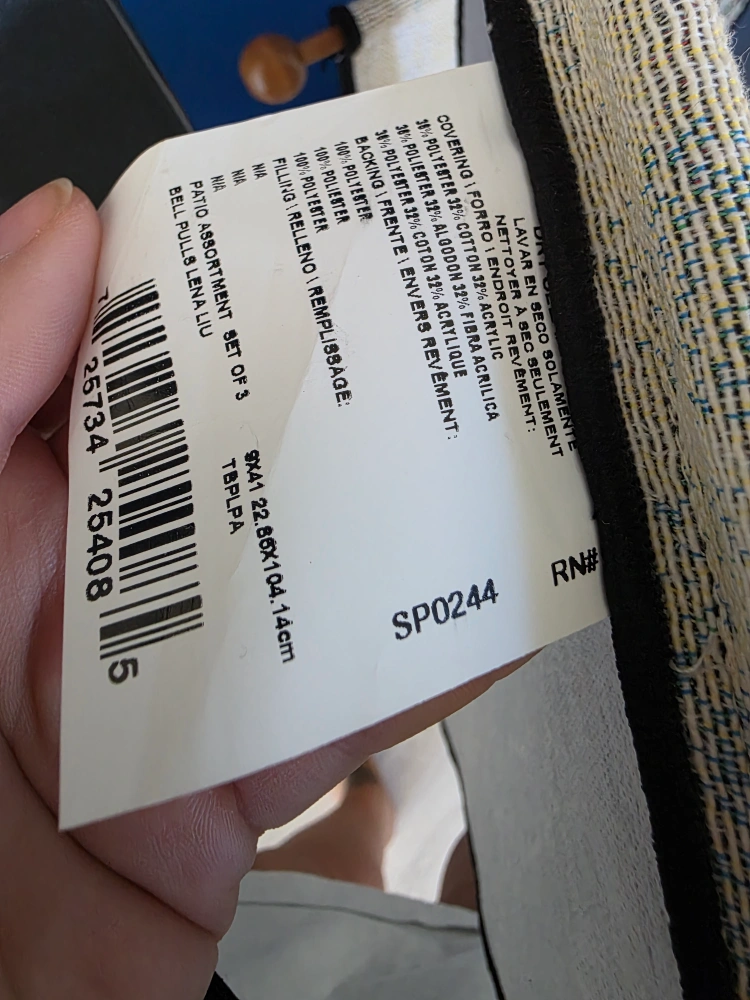 LAVAR EN SECO SOLAMENTE
NETTOYER À SEC SEULEMENT
COVERING \ FORRO \ ENDROIT REVÊMENT:
36% POLYESTER 32% COTTON 32% ACRYLIC
36% POLIESTER 32% ALGODON 32% FIBRA ACRILICA
36% POLYESTER 32% COTON 32% ACRYLIQUE
BACKING \ FRENTE \ ENVERS REVÊMENT:
100% POLYESTER
100% POLIESTER
100% POLYESTER
FILLING \ RELLENO \ REMPLISSAGE:
N/A
N/A
N/A
PATIO ASSORTMENT SET OF 3
BELL PULLS LENA LIU
9X41 22.86X104.14cm
TBPLPA
7 25734 25408 5
RN#
SP0244